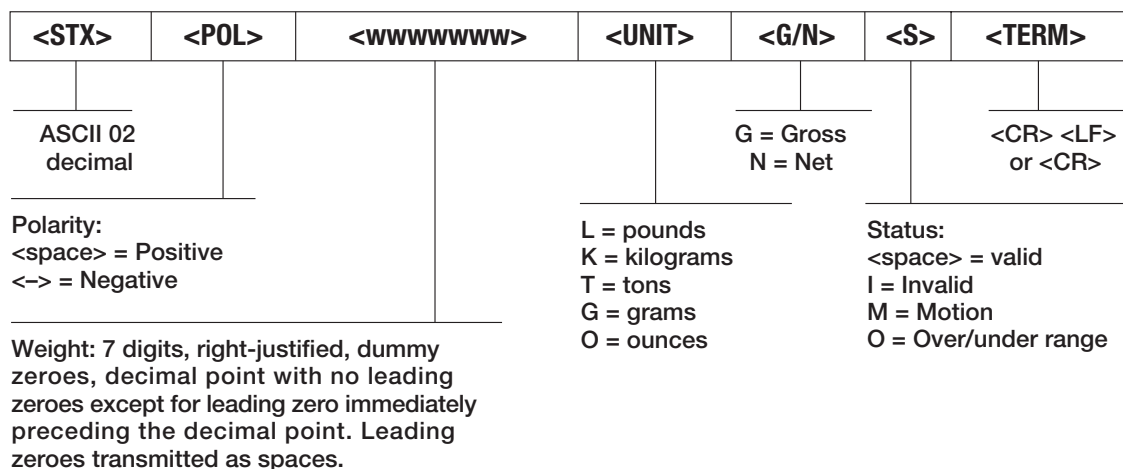 <STX> <POL> <wwwwwww> <UNIT> <G/N> <S> <TERM>
ASCII 02
decimal
G = Gross
N = Net
<CR> <LF>
or <CR>
Polarity:
<space> = Positive
<–> = Negative
L = pounds
K = kilograms
T = tons
G = grams
O = ounces
Status:
<space> = valid
I = Invalid
M = Motion
O = Over/under range
Weight: 7 digits, right-justified, dummy
zeroes, decimal point with no leading
zeroes except for leading zero immediately
preceding the decimal point. Leading
zeroes transmitted as spaces.